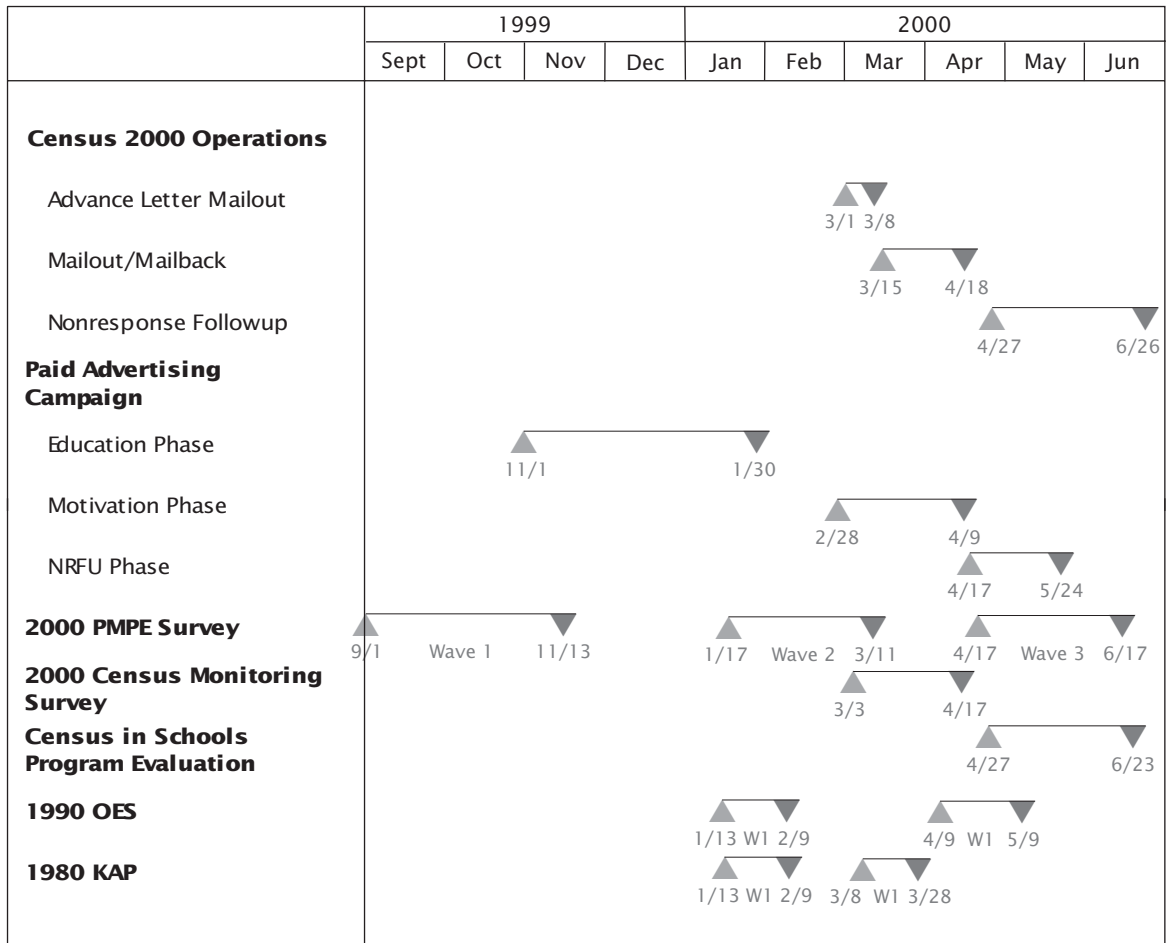 1999 2000
Sept Oct Nov Dec Jan Feb Mar Apr May Jun
Census 2000 Operations
Advance Letter Mailout
3/1 3/8
Mailout/Mailback
3/15 4/18
Nonresponse Followup
4/27 6/26
Paid Advertising
Campaign
Education Phase
11/1 1/30
Motivation Phase
2/28 4/9
NRFU Phase
4/17 5/24
2000 PMPE Survey
9/1 Wave 1 11/13 1/17 Wave 2 3/11 4/17 Wave 3 6/17
2000 Census Monitoring
Survey
3/3 4/17
Census in Schools
Program Evaluation
4/27 6/23
1990 OES
1/13 W1 2/9 4/9 W1 5/9
1980 KAP
1/13 W1 2/9 3/8 W1 3/28